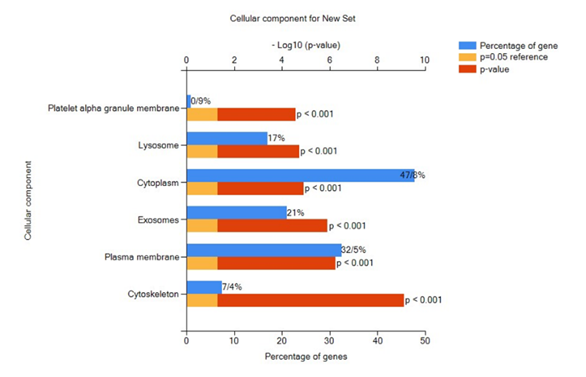 Cellular component for New Set
- Log10 (p-value)
0 2 4 6 8 10
Percentage of gene
p=0.05 reference
p-value
Platelet alpha granule membrane
0/9%
p < 0.001
Lysosome
17%
p < 0.001
Cytoplasm
47/8%
p < 0.001
Exosomes
21%
p < 0.001
Plasma membrane
32/5%
p < 0.001
Cytoskeleton
7/4%
p < 0.001
Cellular component
0 10 20 30 40 50
Percentage of genes